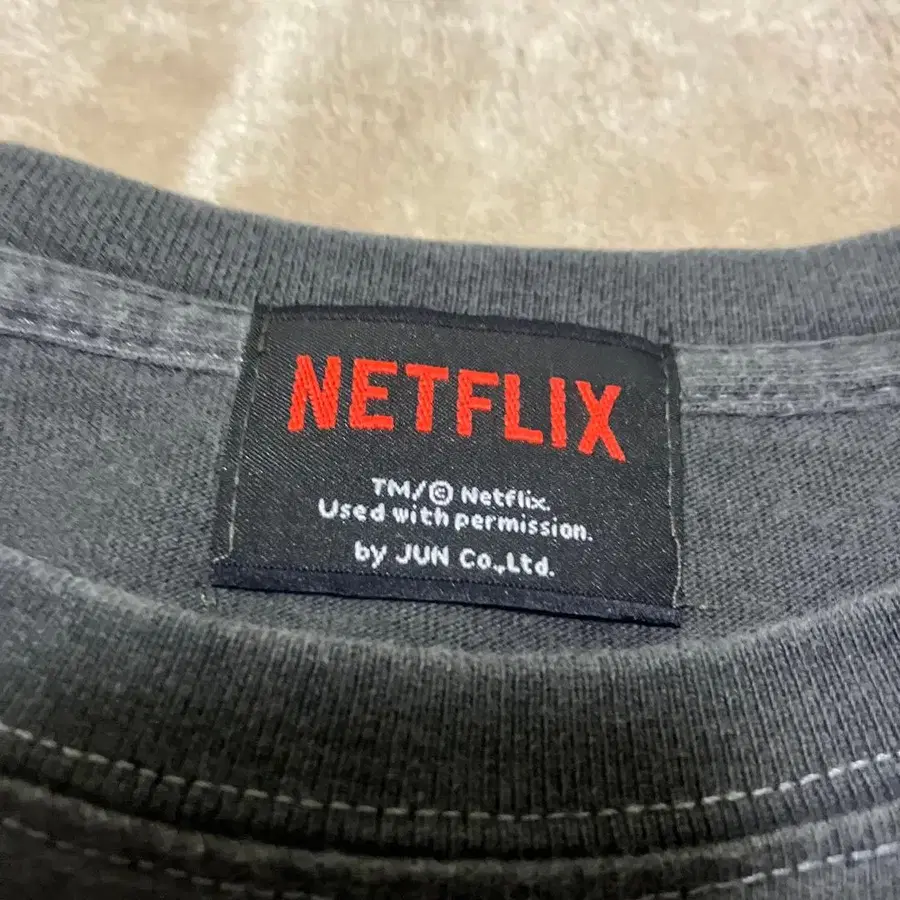 NETFLIX
TM/© Netflix.
Used with permission.
by JUN Co.,Ltd.